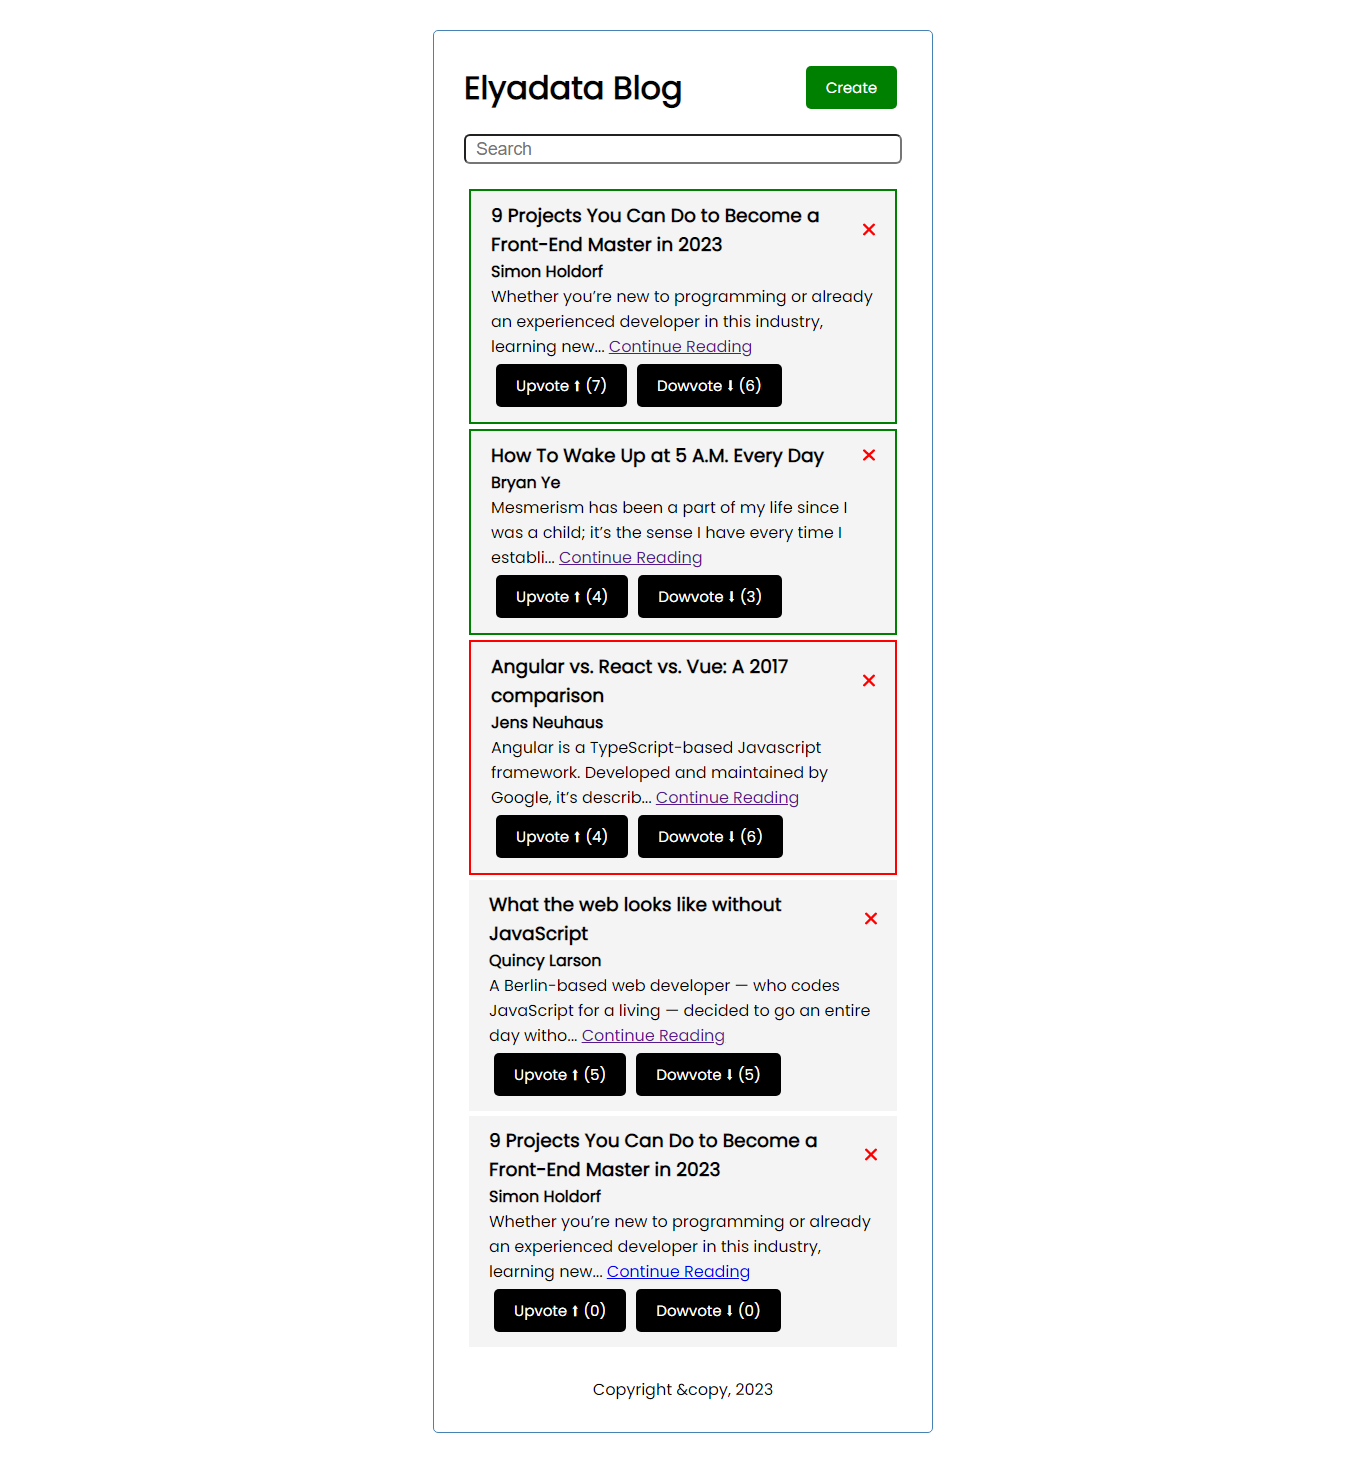 Elyadata Blog
Create
Search
9 Projects You Can Do to Become a
Front-End Master in 2023
Simon Holdorf
Whether you’re new to programming or already
an experienced developer in this industry,
learning new... Continue Reading
Upvote ⬆ (7)
Dowvote ⬇ (6)
How To Wake Up at 5 A.M. Every Day
Bryan Ye
Mesmerism has been a part of my life since I
was a child; it’s the sense I have every time I
establi... Continue Reading
Upvote ⬆ (4)
Dowvote ⬇ (3)
Angular vs. React vs. Vue: A 2017
comparison
Jens Neuhaus
Angular is a TypeScript-based Javascript
framework. Developed and maintained by
Google, it’s describ... Continue Reading
Upvote ⬆ (4)
Dowvote ⬇ (6)
What the web looks like without
JavaScript
Quincy Larson
A Berlin-based web developer — who codes
JavaScript for a living — decided to go an entire
day witho... Continue Reading
Upvote ⬆ (5)
Dowvote ⬇ (5)
9 Projects You Can Do to Become a
Front-End Master in 2023
Simon Holdorf
Whether you’re new to programming or already
an experienced developer in this industry,
learning new... Continue Reading
Upvote ⬆ (0)
Dowvote ⬇ (0)
Copyright &copy, 2023